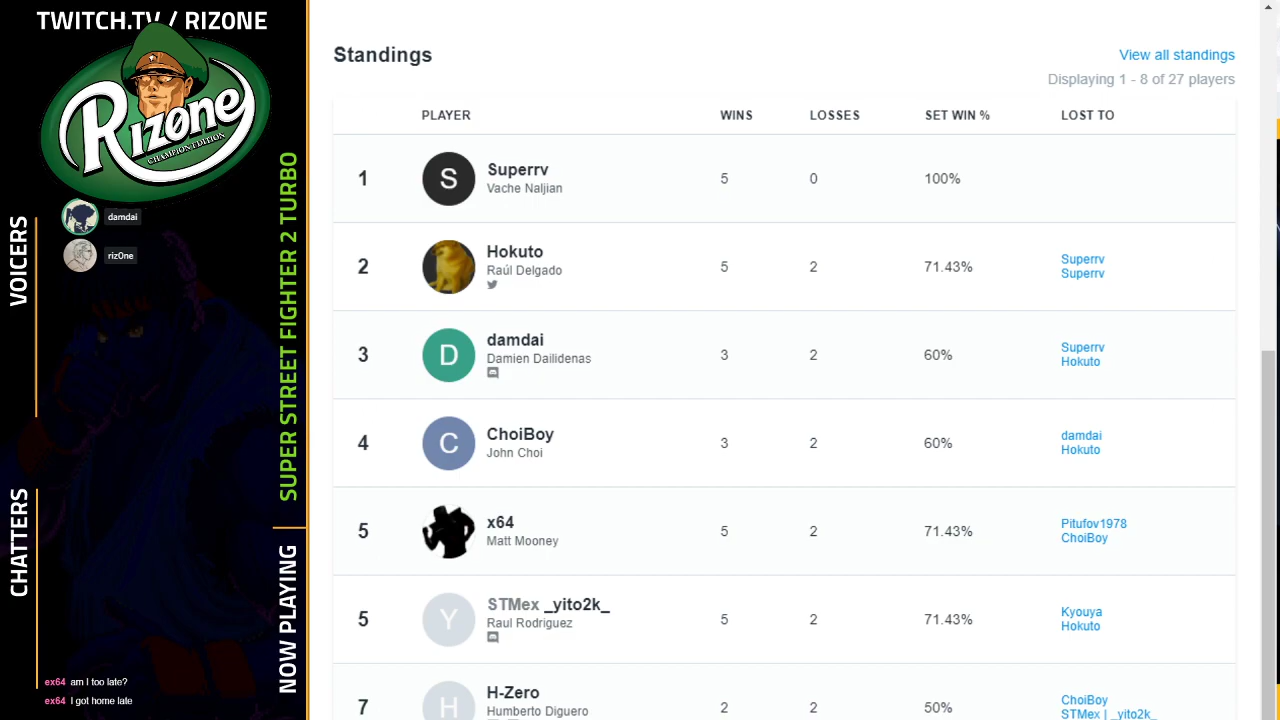 TWITCH.TV / RIZONE
RIZØNE
CHAMPION EDITION
VOICERS
damdai
riz0ne
CHATTERS
ex64 am I too late?
ex64 I got home late
SUPER STREET FIGHTER 2 TURBO
NOW PLAYING
Standings
View all standings
Displaying 1 - 8 of 27 players
PLAYER WINS LOSSES SET WIN % LOST TO
1 S Superrv 5 0 100%
Vache Naljian
2 Hokuto 5 2 71.43% Superrv
Raúl Delgado Superrv
3 D damdai 3 2 60% Superrv
Damien Dailidenas Hokuto
4 C ChoiBoy 3 2 60% damdai
John Choi Hokuto
5 x64 5 2 71.43% Pitufov1978
Matt Mooney ChoiBoy
5 Y STMex _yito2k_ 5 2 71.43% Kyouya
Raul Rodriguez Hokuto
7 H H-Zero 2 2 50% ChoiBoy
Humberto Diguero STMex | _yito2k_